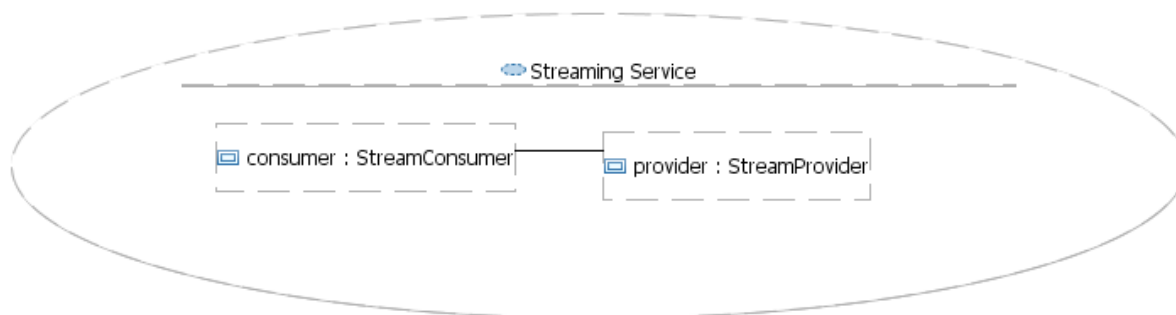 Streaming Service
consumer : StreamConsumer
provider : StreamProvider